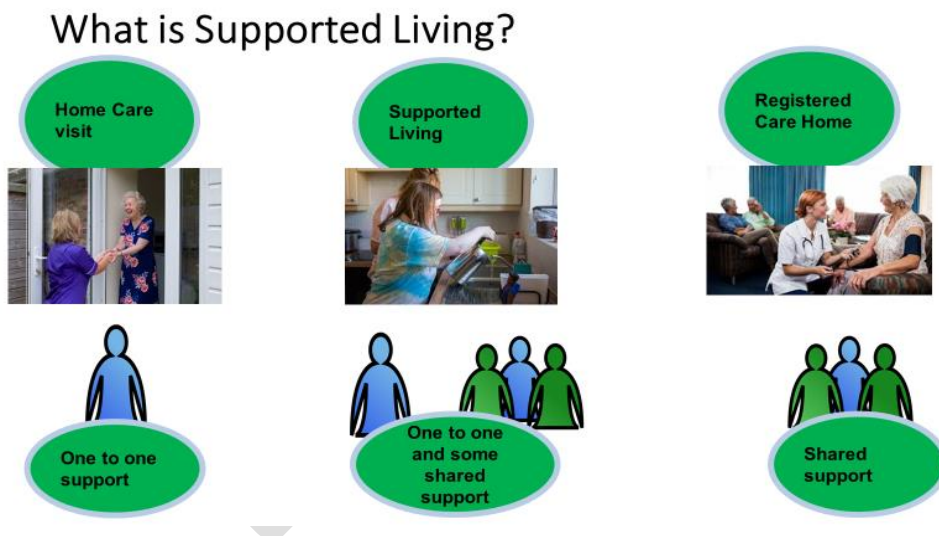 What is Supported Living?
Home Care
visit
Supported
Living
Registered
Care Home
One to one
support
One to one
and some
shared
support
Shared
support